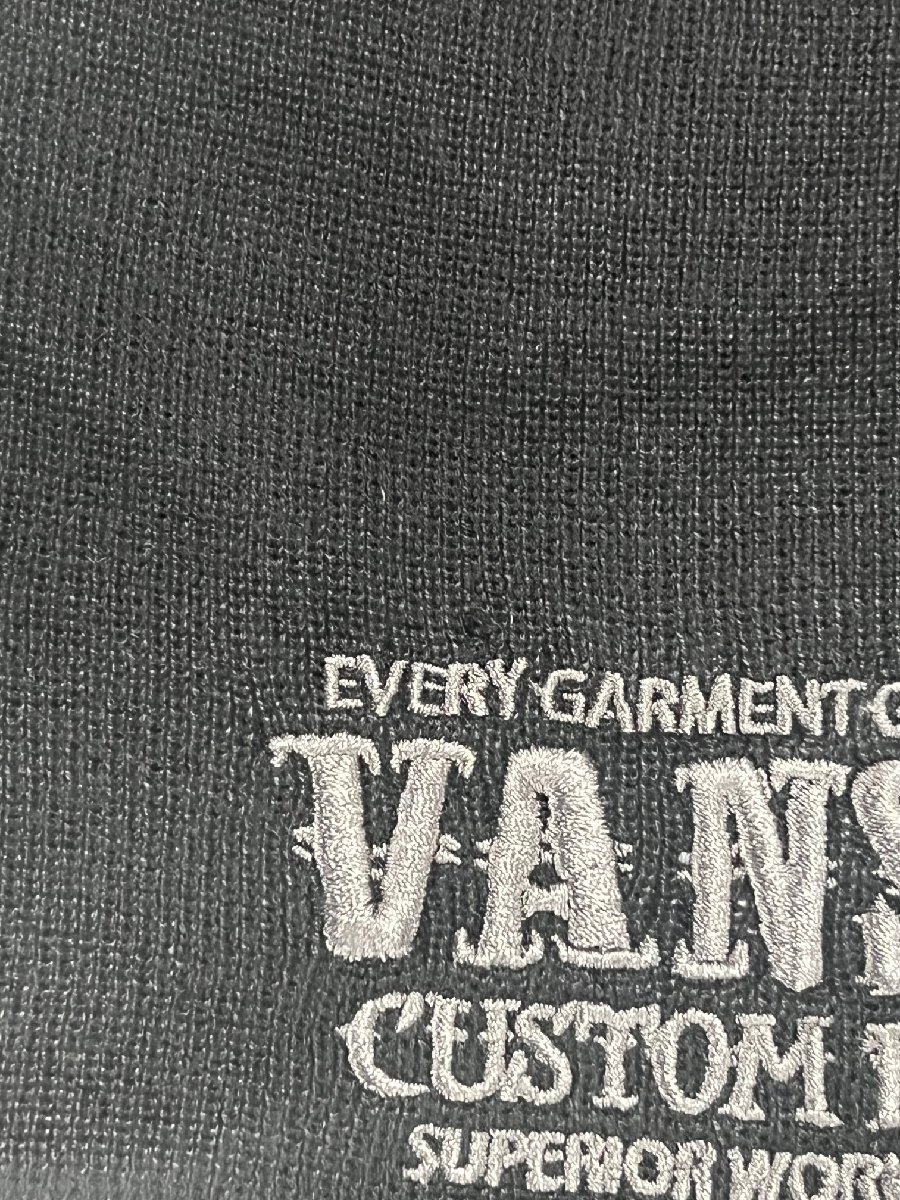 EVERY GARMENT
VANS
CUSTOM
SUPERIOR